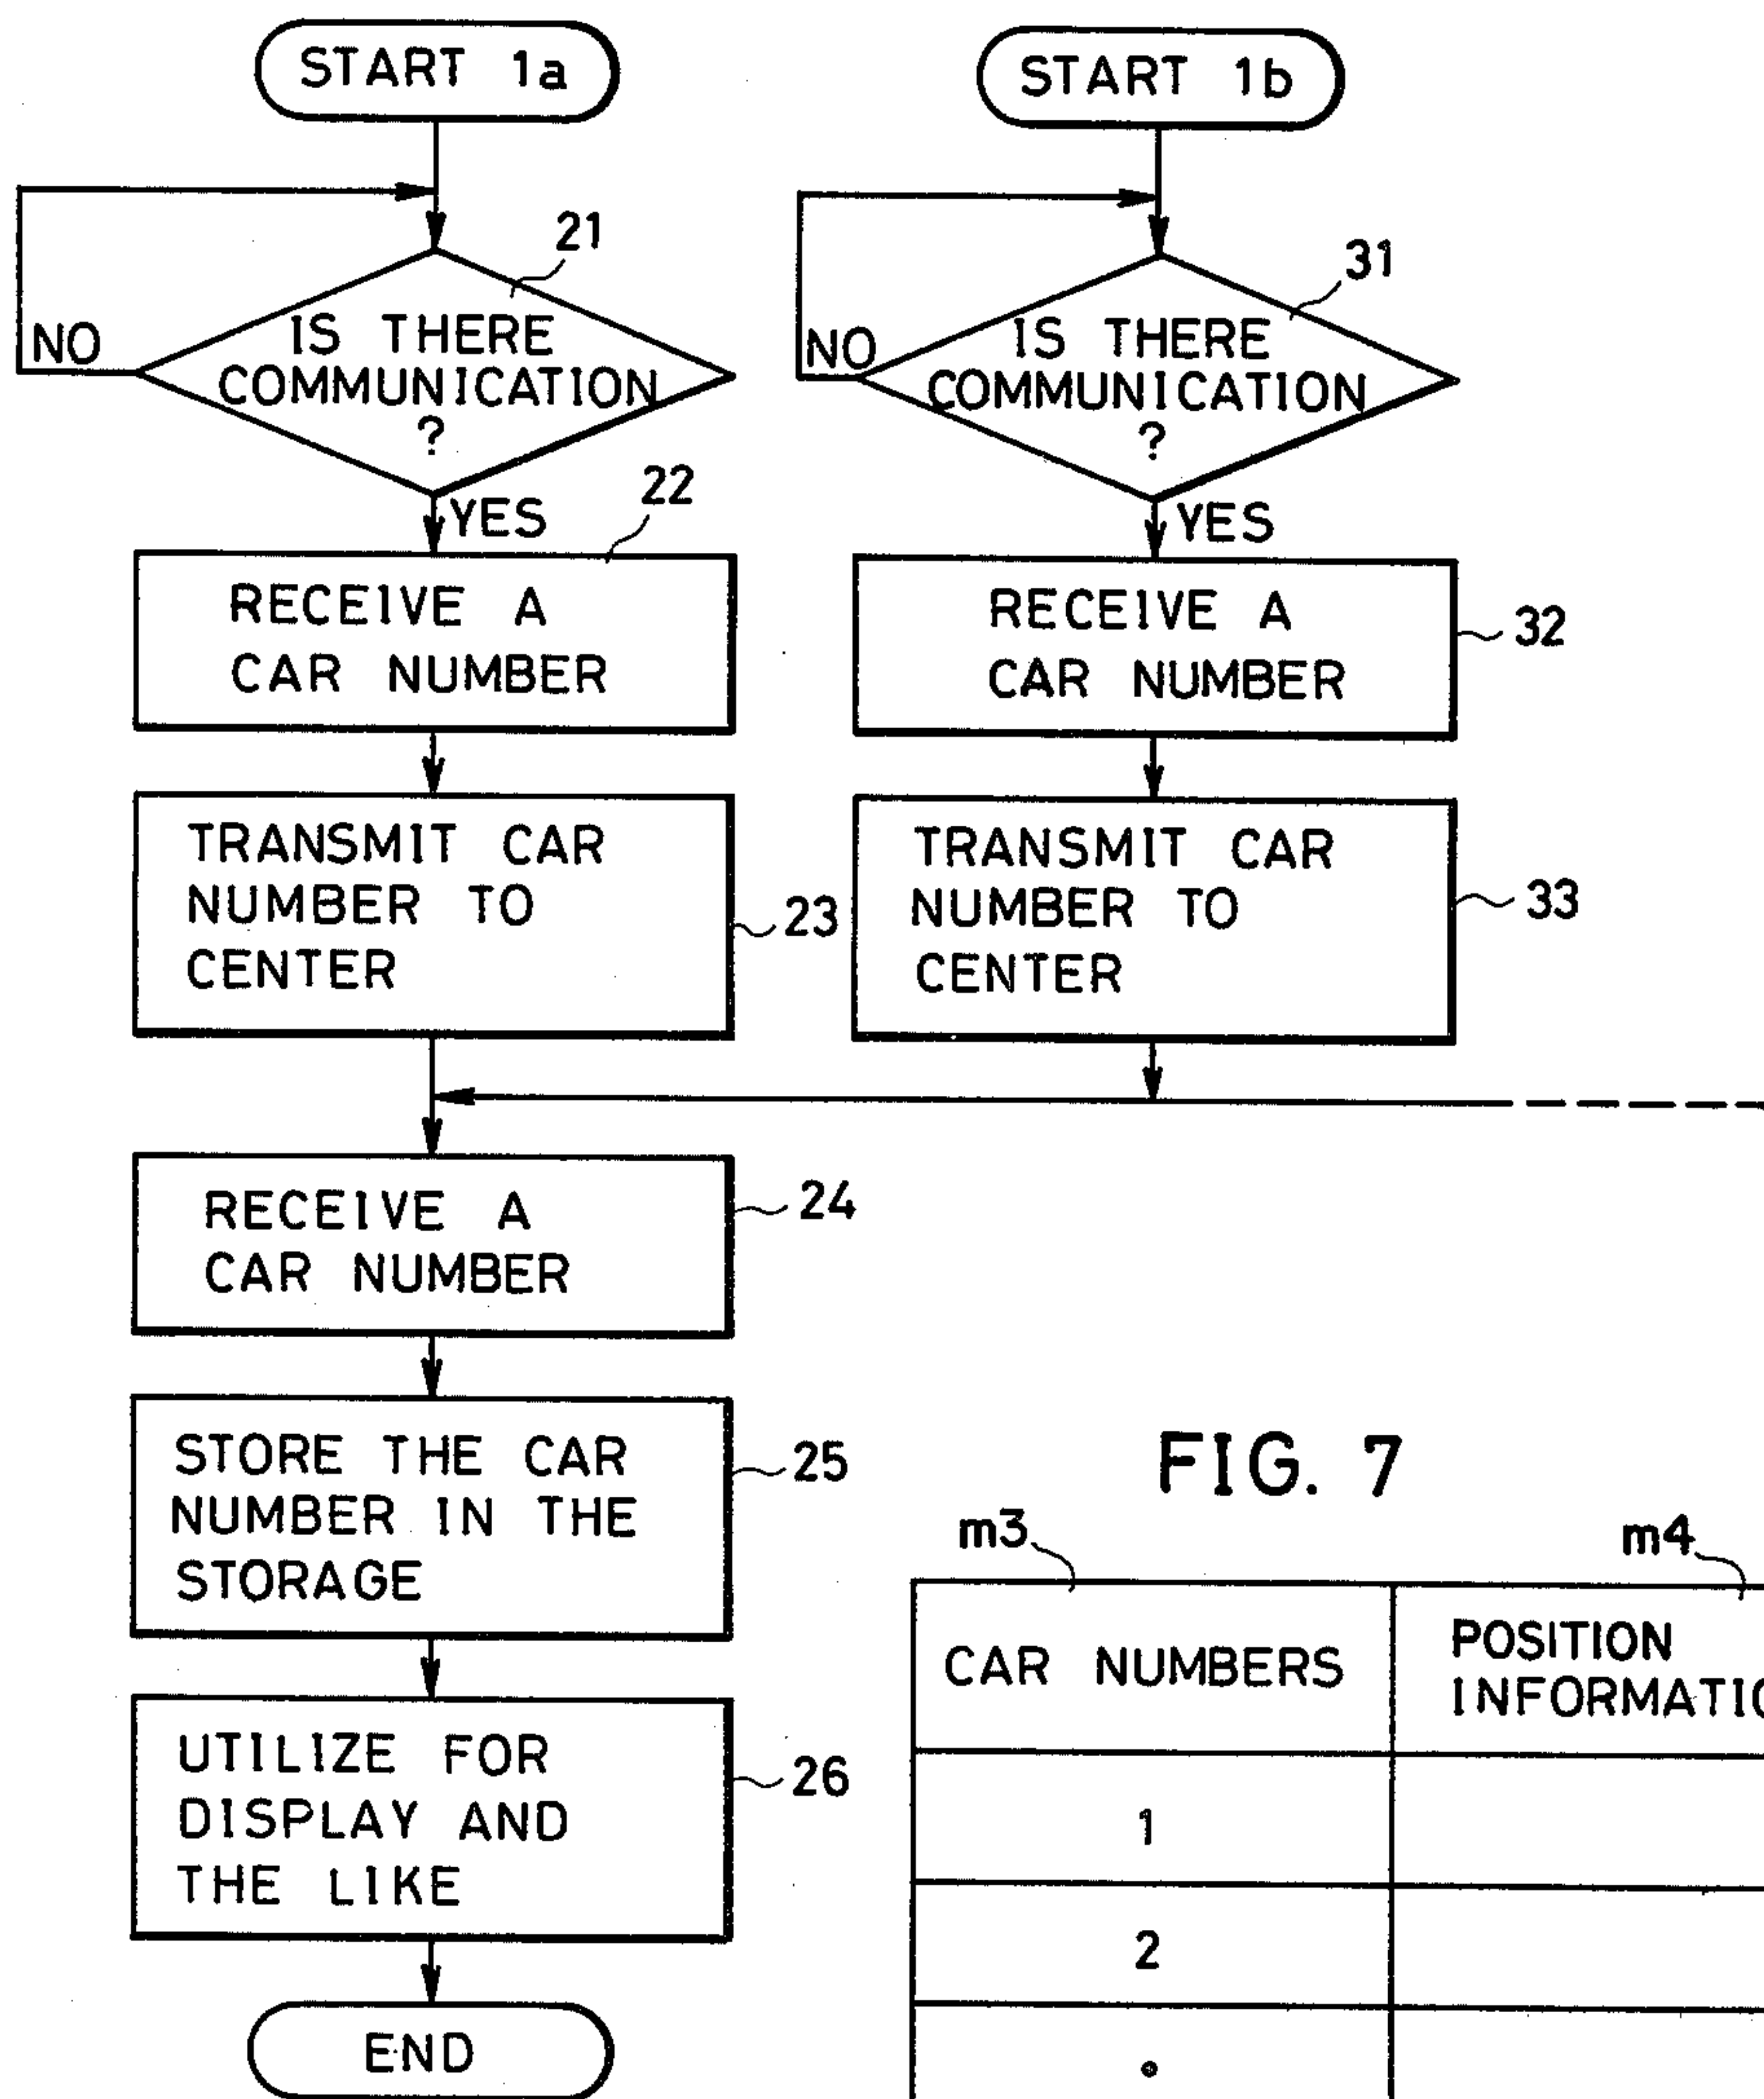 START 1a
21
IS THERE
COMMUNICATION
?
NO
YES
22
RECEIVE A
CAR NUMBER
TRANSMIT CAR
NUMBER TO
CENTER
23
START 1b
31
IS THERE
COMMUNICATION
?
NO
YES
RECEIVE A
CAR NUMBER
32
TRANSMIT CAR
NUMBER TO
CENTER
33
RECEIVE A
CAR NUMBER
24
STORE THE CAR
NUMBER IN THE
STORAGE
25
UTILIZE FOR
DISPLAY AND
THE LIKE
26
END
FIG. 7
m3
m4
CAR NUMBERS
POSITION
1
2